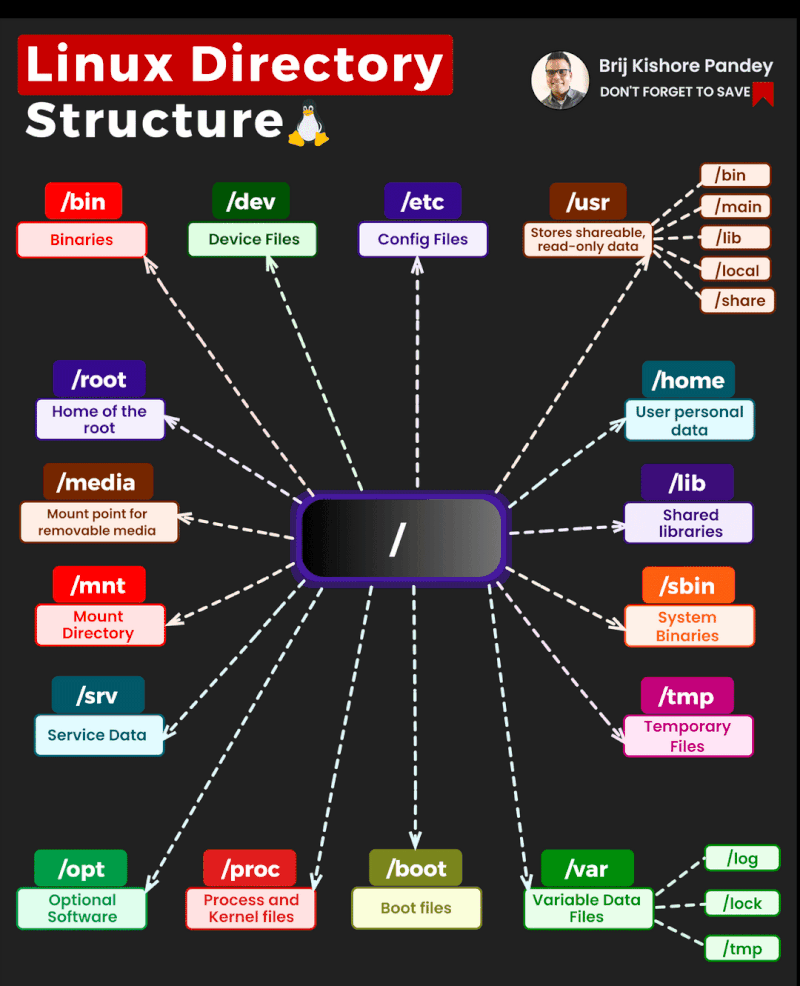 Linux Directory
Structure
Brij Kishore Pandey
DON'T FORGET TO SAVE
/bin
Binaries
/dev
Device Files
/etc
Config Files
/usr
Stores shareable,
read-only data
/bin
/main
/lib
/local
/share
/root
Home of the
root
/home
User personal
data
/media
Mount point for
removable media
/lib
Shared
libraries
/
/mnt
Mount
Directory
/sbin
System
Binaries
/srv
Service Data
/tmp
Temporary
Files
/opt
Optional
Software
/proc
Process and
Kernel files
/boot
Boot files
/var
Variable Data
Files
/log
/lock
/tmp